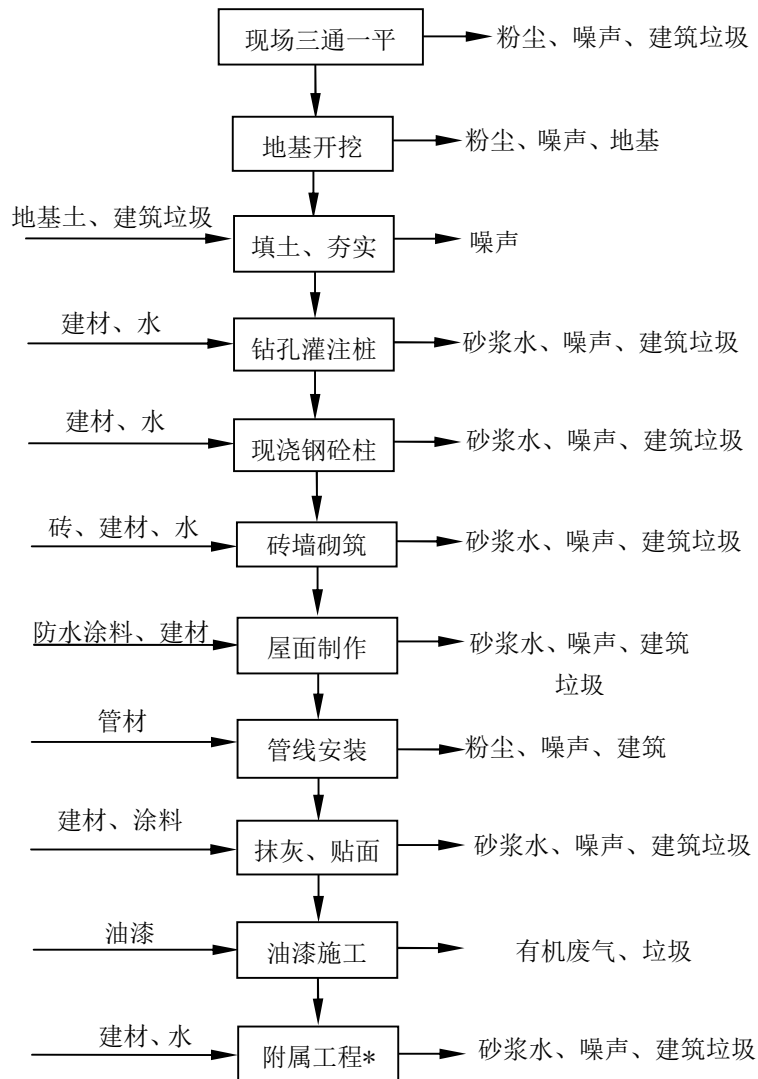 现场三通一平
粉尘、噪声、建筑垃圾
地基开挖
粉尘、噪声、地基
地基土、建筑垃圾
填土、夯实
噪声
建材、水
钻孔灌注桩
砂浆水、噪声、建筑垃圾
建材、水
现浇钢砼柱
砂浆水、噪声、建筑垃圾
砖、建材、水
砖墙砌筑
砂浆水、噪声、建筑垃圾
防水涂料、建材
屋面制作
砂浆水、噪声、建筑
垃圾
管材
管线安装
粉尘、噪声、建筑
建材、涂料
抹灰、贴面
砂浆水、噪声、建筑垃圾
油漆
油漆施工
有机废气、垃圾
建材、水
附属工程*
砂浆水、噪声、建筑垃圾